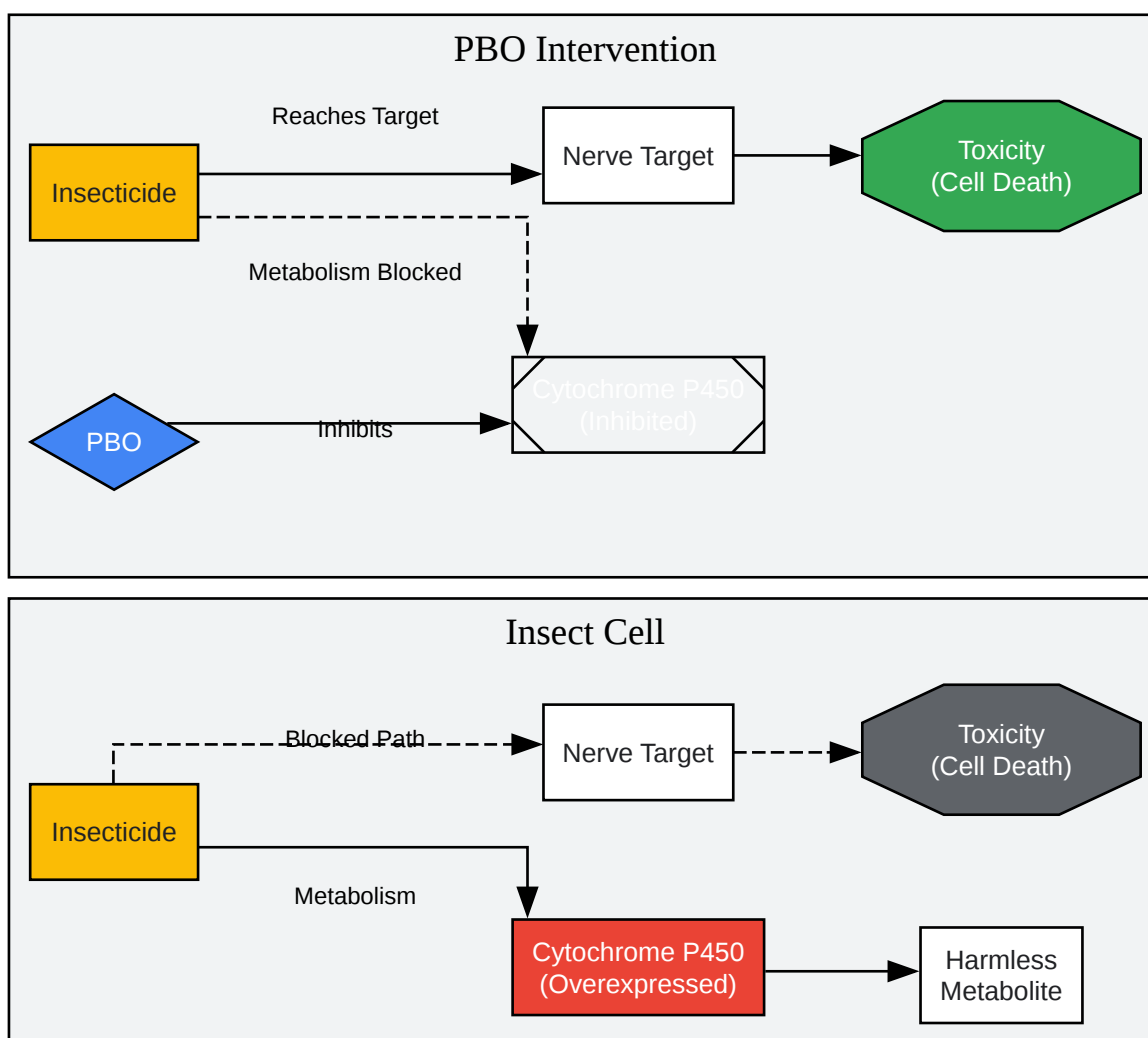 PBO Intervention
Reaches Target
Insecticide
Nerve Target
Toxicity
(Cell Death)
Metabolism Blocked
PBO
Inhibits
Cytochrome P450
(Inhibited)
Insect Cell
Blocked Path
Insecticide
Nerve Target
Toxicity
(Cell Death)
Metabolism
Cytochrome P450
(Overexpressed)
Harmless
Metabolite